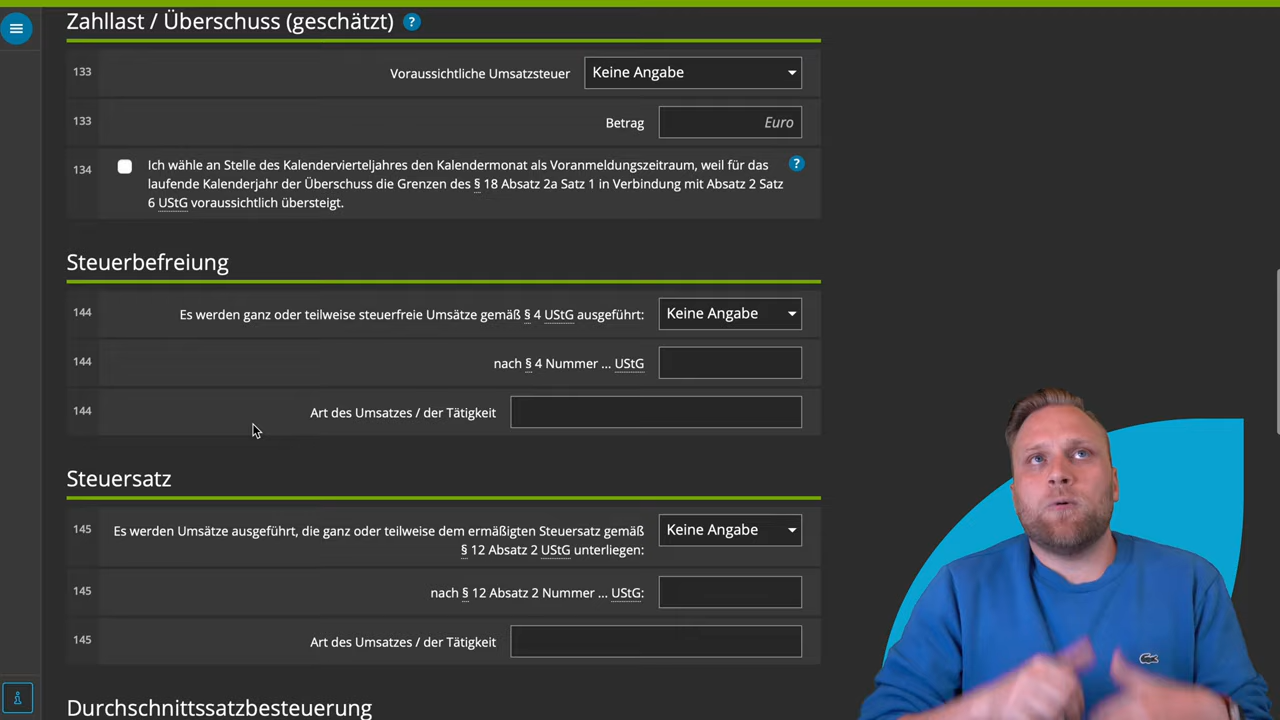 Zahllast / Überschuss (geschätzt) ?
133 Voraussichtliche Umsatzsteuer Keine Angabe
133 Betrag Euro
134 Ich wähle an Stelle des Kalendervierteljahres den Kalendermonat als Voranmeldungszeitraum, weil für das ?
laufende Kalenderjahr der Überschuss die Grenzen des § 18 Absatz 2a Satz 1 in Verbindung mit Absatz 2 Satz
6 UStG voraussichtlich übersteigt.
Steuerbefreiung
144 Es werden ganz oder teilweise steuerfreie Umsätze gemäß § 4 UStG ausgeführt: Keine Angabe
144 nach § 4 Nummer ... UStG
144 Art des Umsatzes / der Tätigkeit
Steuersatz
145 Es werden Umsätze ausgeführt, die ganz oder teilweise dem ermäßigten Steuersatz gemäß Keine Angabe
§ 12 Absatz 2 UStG unterliegen:
145 nach § 12 Absatz 2 Nummer ... UStG:
145 Art des Umsatzes / der Tätigkeit
Durchschnittssatzbesteuerung